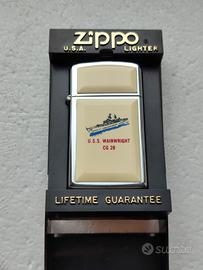 zippo
U.S.A. LIGHTER
U.S.S. WAINWRIGHT
CG 28
LIFETIME GUARANTEE
subito